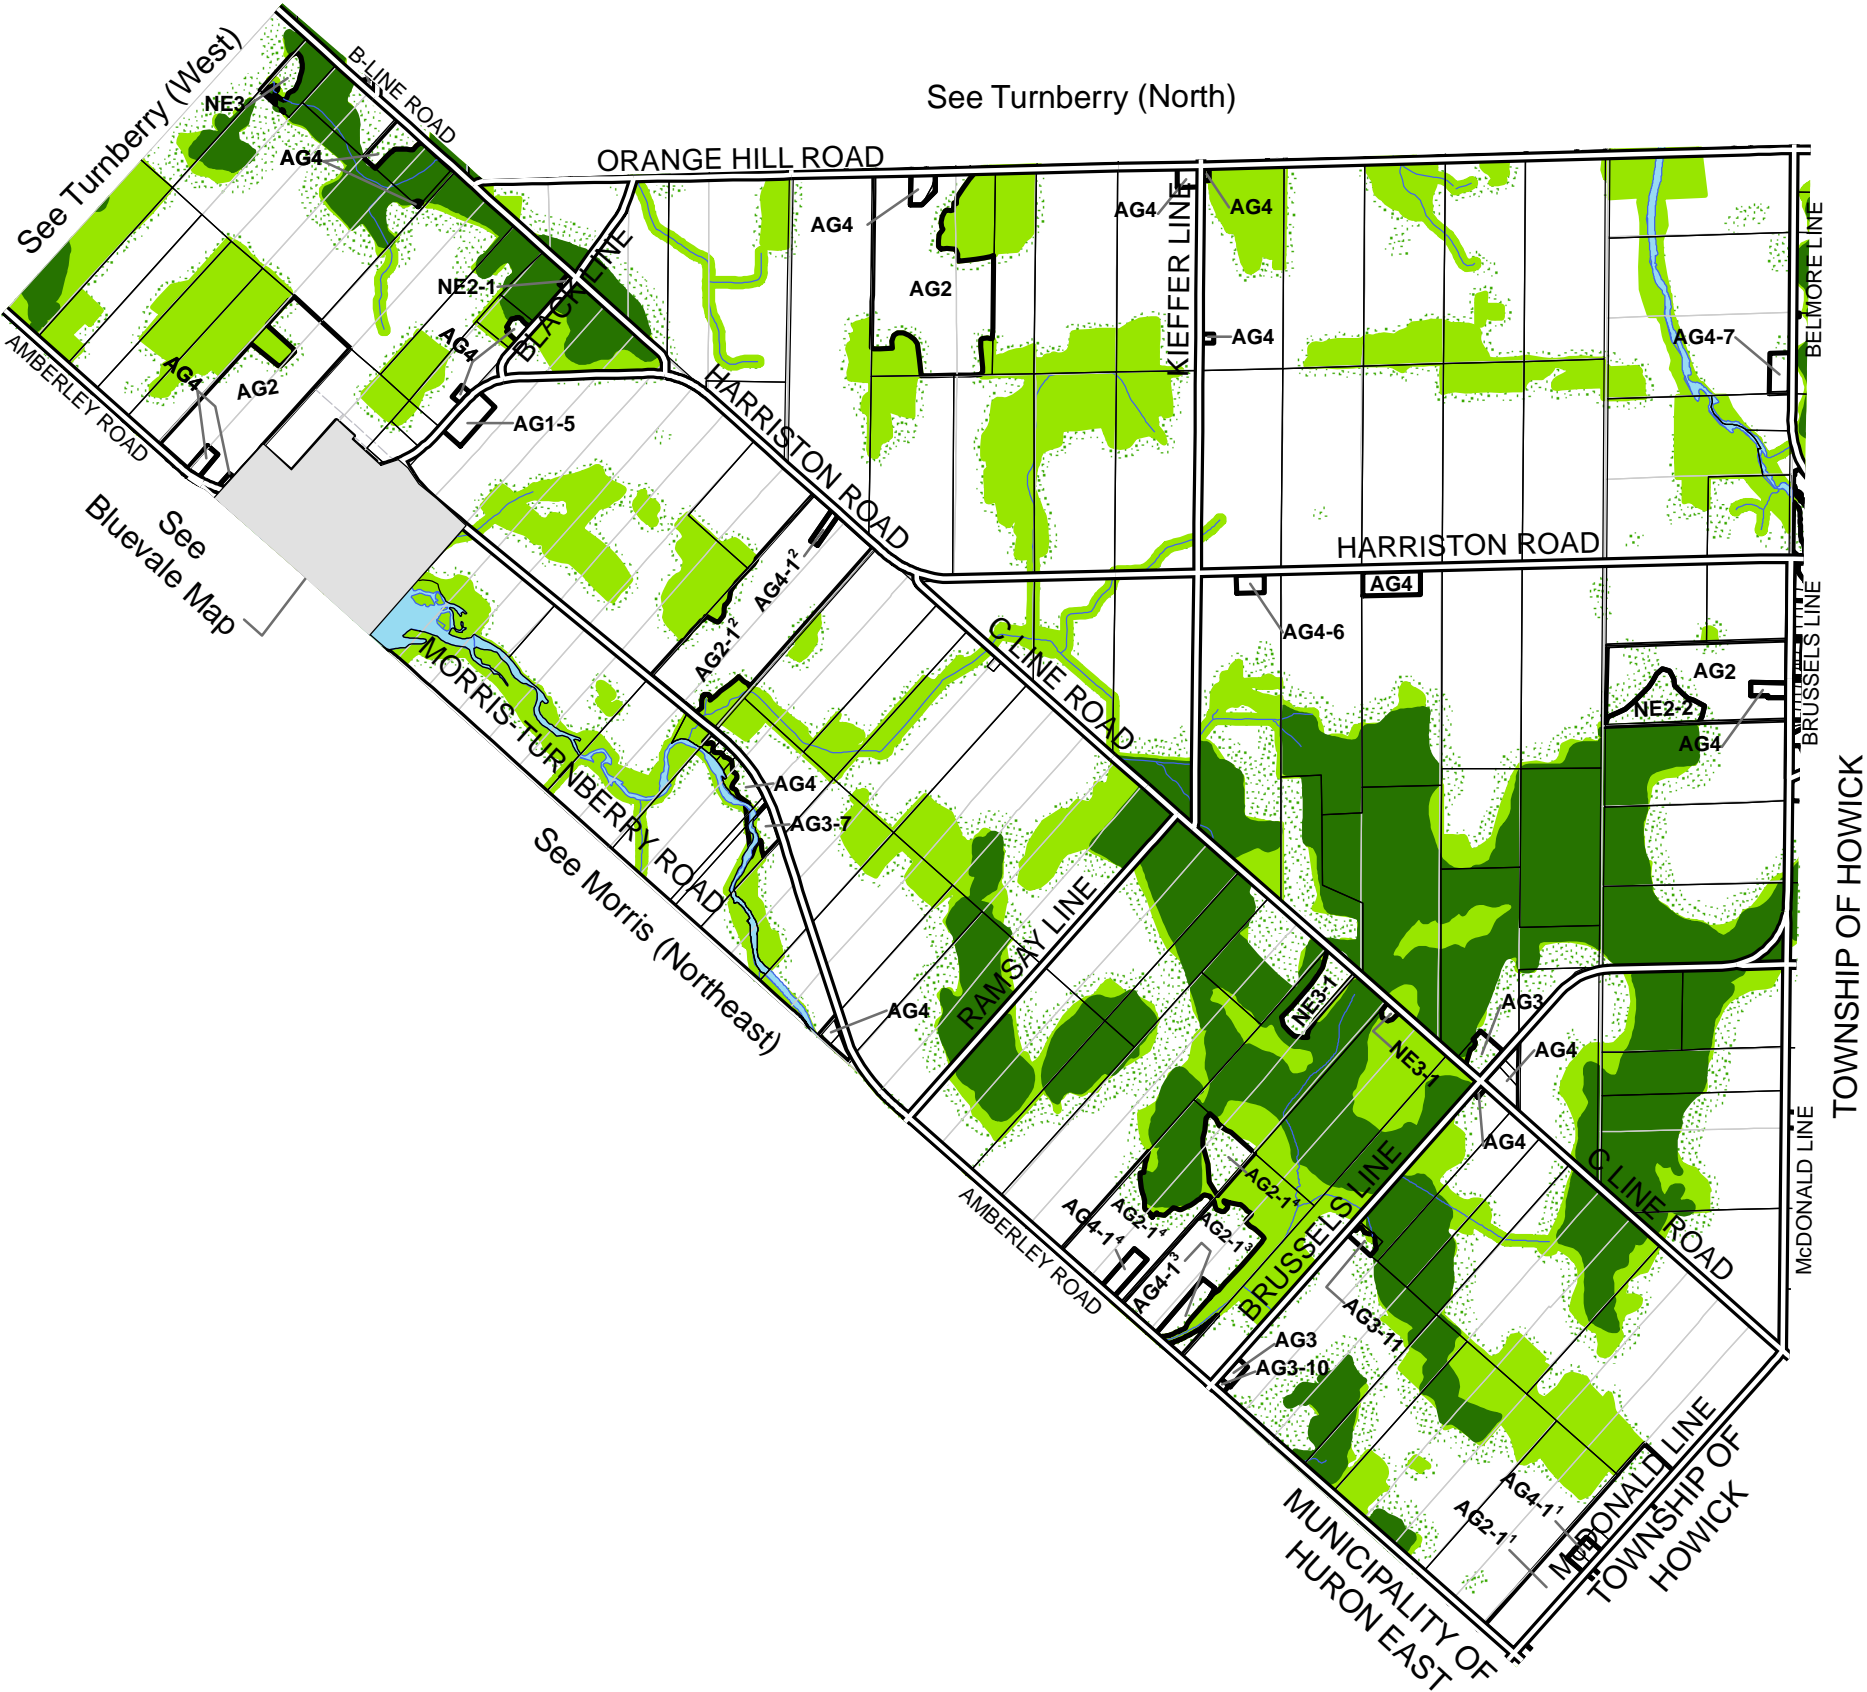 See Turnberry (West)
See Turnberry (North)
B-LINE ROAD
NE3
AG4
ORANGE HILL ROAD
AG4
AG4
KIEFFER LINE
AG4
BELMORE LINE
BLACK LINE
NE2-1
AG2
AG4
AG4
AG4-7
AMBERLEY ROAD
AG4
AG2
AG1-5
HARRISTON ROAD
See
Bluevale Map
HARRISTON ROAD
AG4-1²
AG2-1²
AG4
AG4-6
C LINE ROAD
BRUSSELS LINE
AG2
NE2-2
AG4
MORRIS-TURNBERRY ROAD
AG4
AG3-7
See Morris (Northeast)
TOWNSHIP OF HOWICK
RAMSAY LINE
AG4
NE3-1
NE3-1
AG3
AG4
AG4
McDONALD LINE
C LINE ROAD
BRUSSELS LINE
AG2-1⁴
AG2-1⁴
AG4-1⁴
AG2-1³
AG4-1³
AMBERLEY ROAD
AG3-11
AG3
AG3-10
McDONALD LINE
AG4-1¹
AG2-1¹
TOWNSHIP OF
HOWICK
MUNICIPALITY OF
HURON EAST